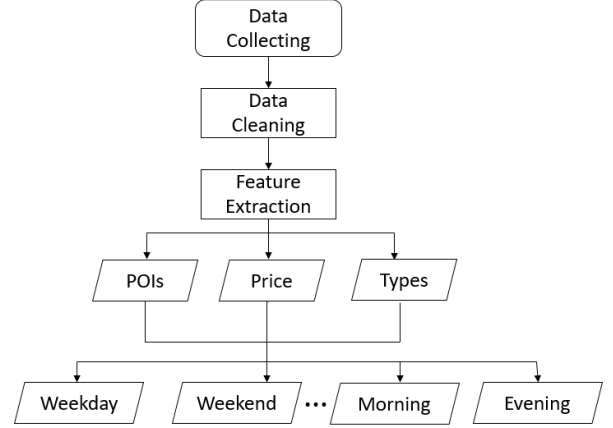 Data
Collecting
Data
Cleaning
Feature
Extraction
POIs Price Types
Weekday Weekend ••• Morning Evening